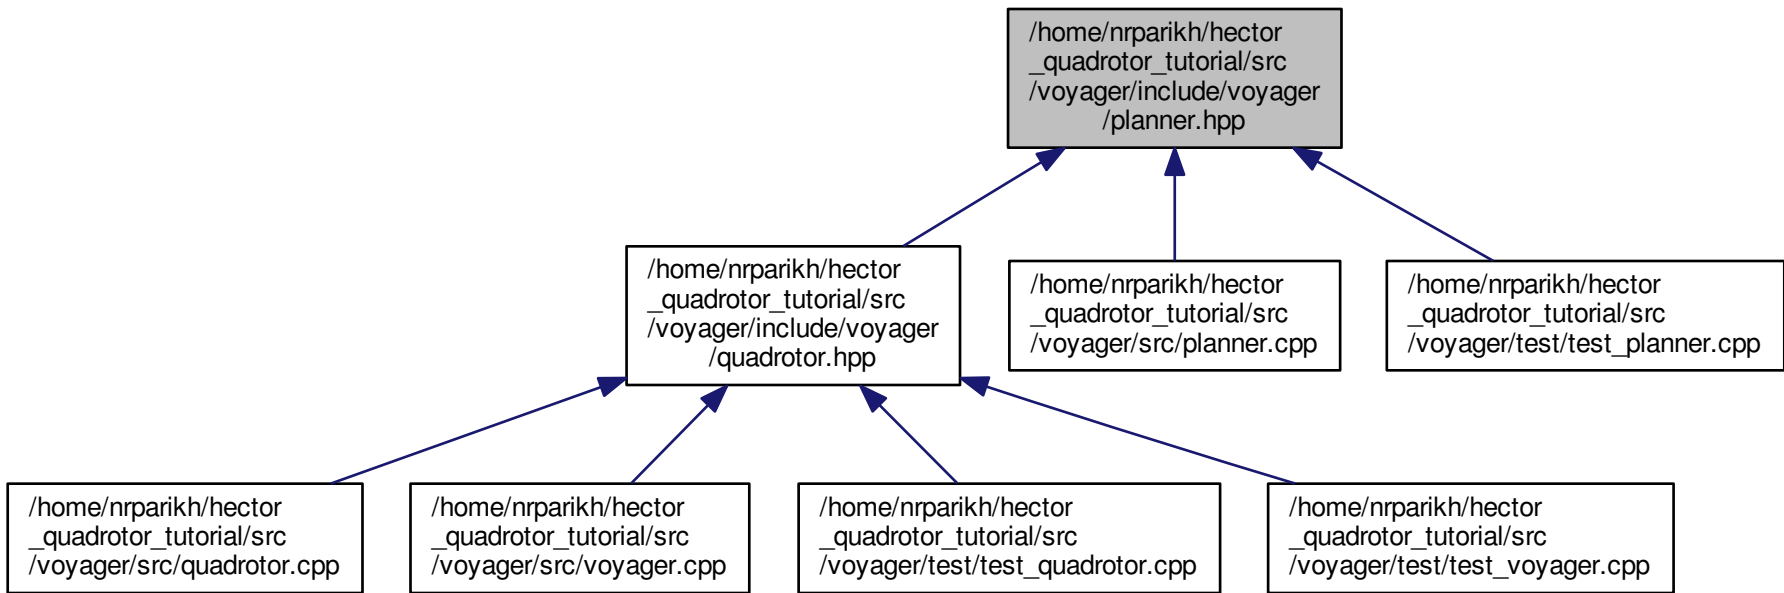 /home/nrparikh/hector
_quadrotor_tutorial/src
/voyager/include/voyager
/planner.hpp
/home/nrparikh/hector
_quadrotor_tutorial/src
/voyager/include/voyager
/quadrotor.hpp
/home/nrparikh/hector
_quadrotor_tutorial/src
/voyager/src/planner.cpp
/home/nrparikh/hector
_quadrotor_tutorial/src
/voyager/test/test_planner.cpp
/home/nrparikh/hector
_quadrotor_tutorial/src
/voyager/src/quadrotor.cpp
/home/nrparikh/hector
_quadrotor_tutorial/src
/voyager/src/voyager.cpp
/home/nrparikh/hector
_quadrotor_tutorial/src
/voyager/test/test_quadrotor.cpp
/home/nrparikh/hector
_quadrotor_tutorial/src
/voyager/test/test_voyager.cpp